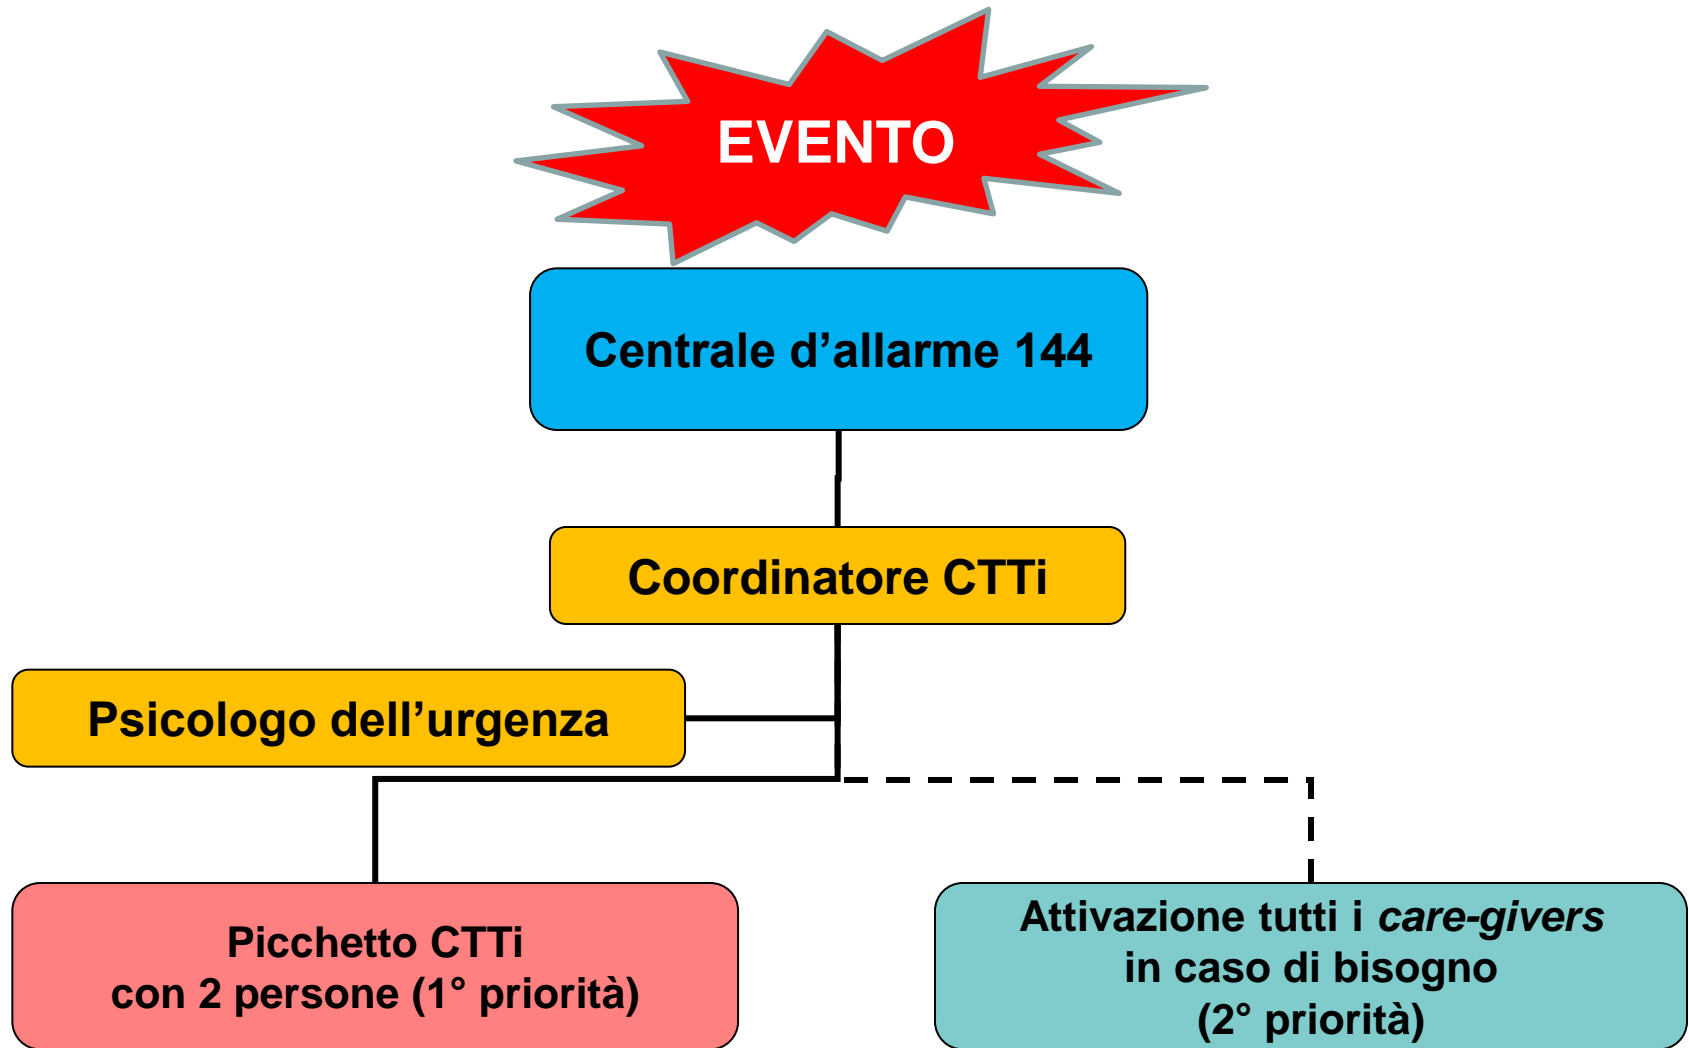 EVENTO
Centrale d’allarme 144
Coordinatore CTTi
Psicologo dell’urgenza
Picchetto CTTi
con 2 persone (1° priorità)
Attivazione tutti i care-givers
in caso di bisogno
(2° priorità)